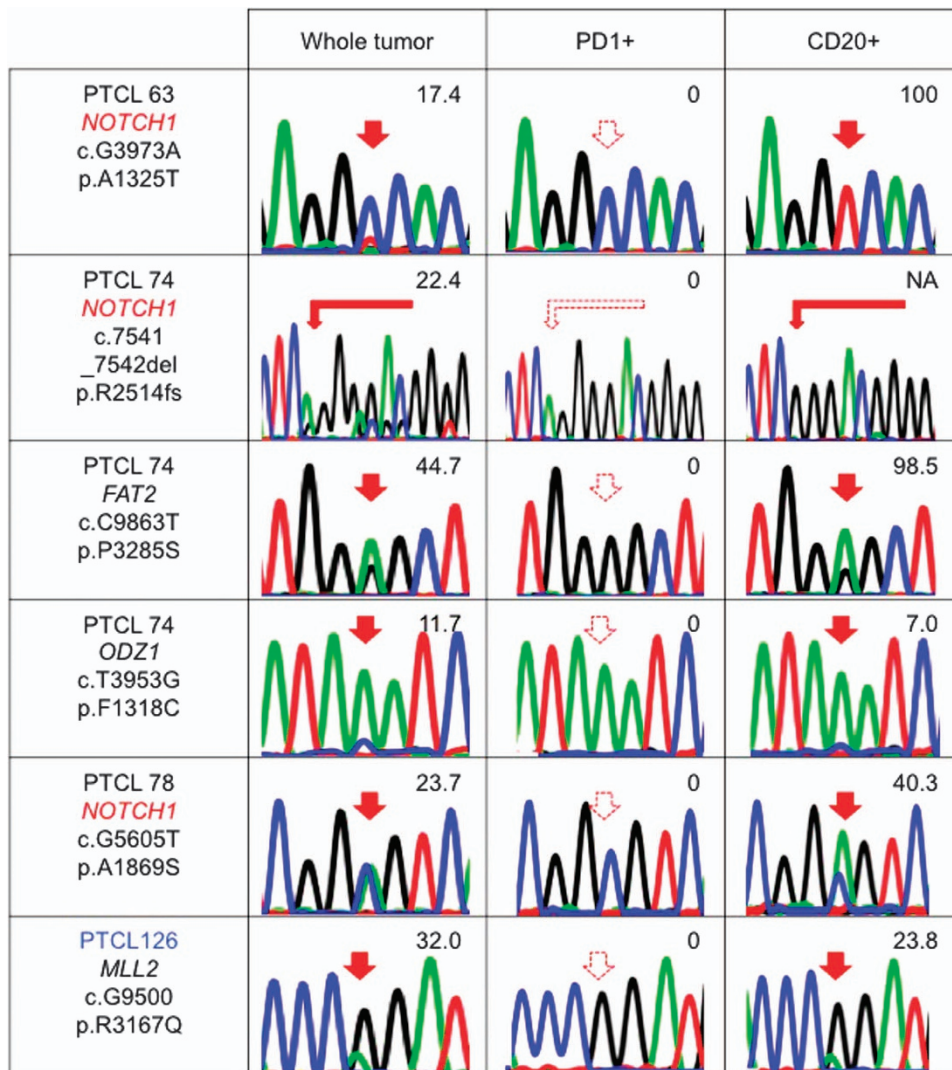 Whole tumor
PD1+
CD20+
PTCL 63
NOTCH1
c.G3973A
p.A1325T
17.4
0
100
PTCL 74
NOTCH1
c.7541
_7542del
p.R2514fs
22.4
0
NA
PTCL 74
FAT2
c.C9863T
p.P3285S
44.7
0
98.5
PTCL 74
ODZ1
c.T3953G
p.F1318C
11.7
0
7.0
PTCL 78
NOTCH1
c.G5605T
p.A1869S
23.7
0
40.3
PTCL126
MLL2
c.G9500
p.R3167Q
32.0
0
23.8